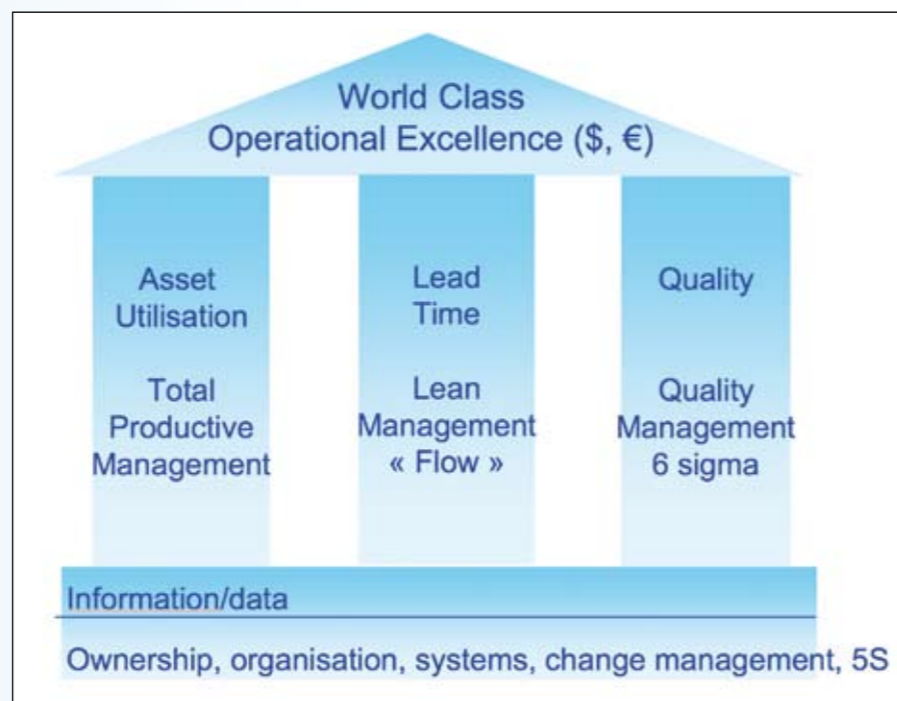 World Class
Operational Excellence ($, €)
Asset
Utilisation
Total
Productive
Management
Lead
Time
Lean
Management
« Flow »
Quality
Quality
Management
6 sigma
Information/data
Ownership, organisation, systems, change management, 5S